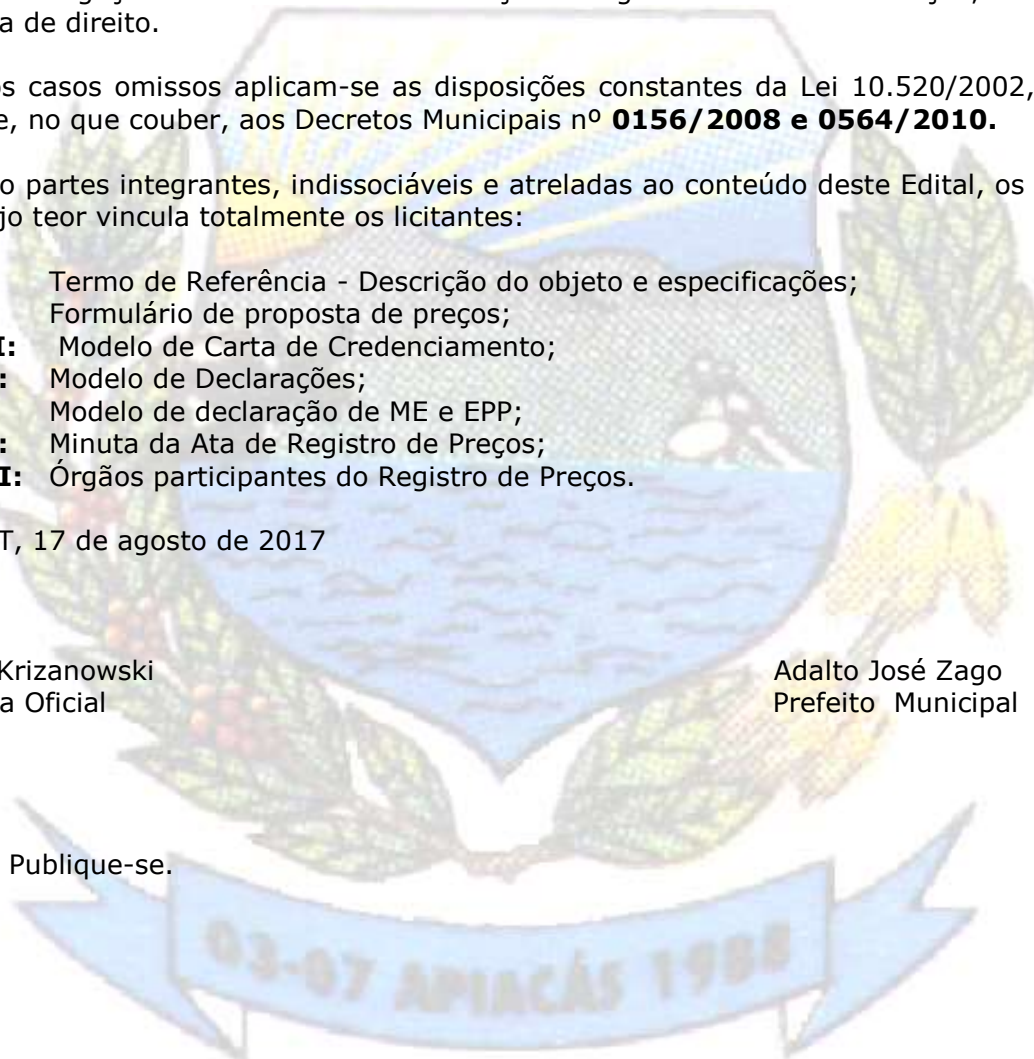 a de direito.
os casos omissos aplicam-se as disposições constantes da Lei 10.520/2002,
e, no que couber, aos Decretos Municipais nº 0156/2008 e 0564/2010.
o partes integrantes, indissociáveis e atreladas ao conteúdo deste Edital, os
jo teor vincula totalmente os licitantes:
Termo de Referência - Descrição do objeto e especificações;
Formulário de proposta de preços;
I: Modelo de Carta de Credenciamento;
: Modelo de Declarações;
Modelo de declaração de ME e EPP;
: Minuta da Ata de Registro de Preços;
I: Órgãos participantes do Registro de Preços.
T, 17 de agosto de 2017
Krizanowski Adalto José Zago
a Oficial Prefeito Municipal
Publique-se.
03-07 APIACÁS 1988